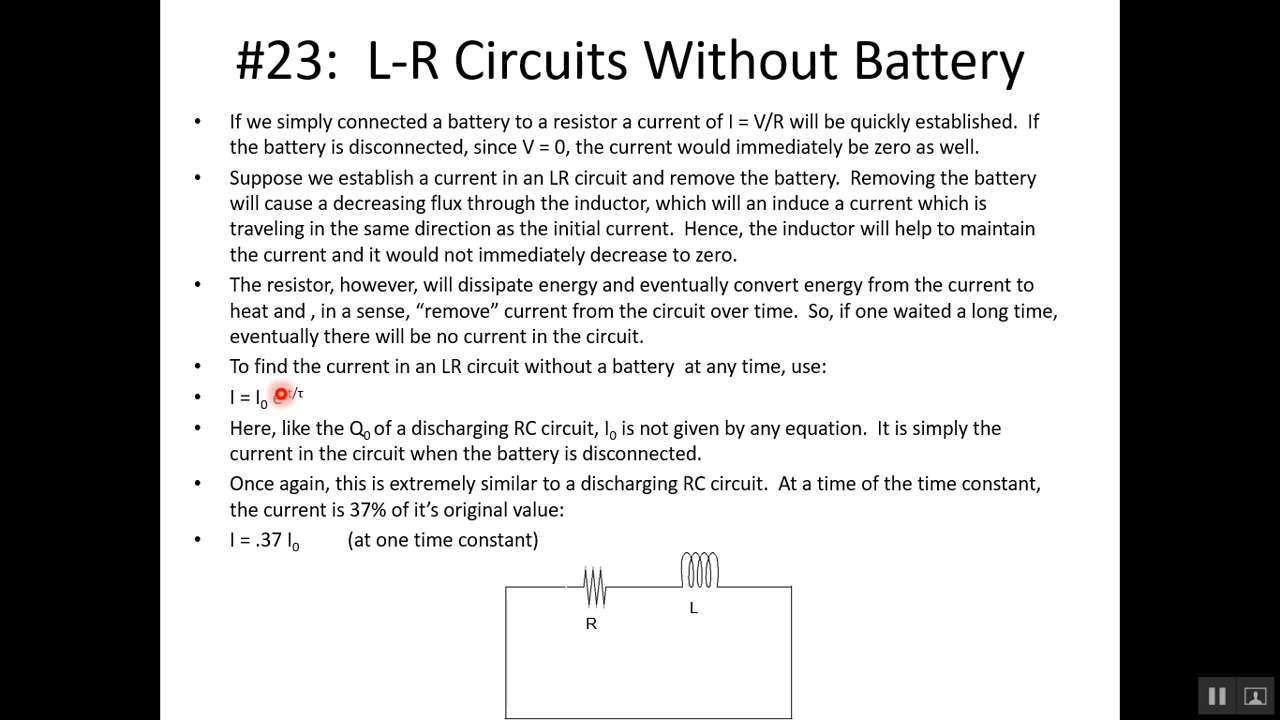 #23: L-R Circuits Without Battery
• If we simply connected a battery to a resistor a current of I = V/R will be quickly established. If
the battery is disconnected, since V = 0, the current would immediately be zero as well.
• Suppose we establish a current in an LR circuit and remove the battery. Removing the battery
will cause a decreasing flux through the inductor, which will an induce a current which is
traveling in the same direction as the initial current. Hence, the inductor will help to maintain
the current and it would not immediately decrease to zero.
• The resistor, however, will dissipate energy and eventually convert energy from the current to
heat and , in a sense, “remove” current from the circuit over time. So, if one waited a long time,
eventually there will be no current in the circuit.
• To find the current in an LR circuit without a battery at any time, use:
• I = I₀ t/τ
• Here, like the Q₀ of a discharging RC circuit, I₀ is not given by any equation. It is simply the
current in the circuit when the battery is disconnected.
• Once again, this is extremely similar to a discharging RC circuit. At a time of the time constant,
the current is 37% of it’s original value:
• I = .37 I₀ (at one time constant)
R
L